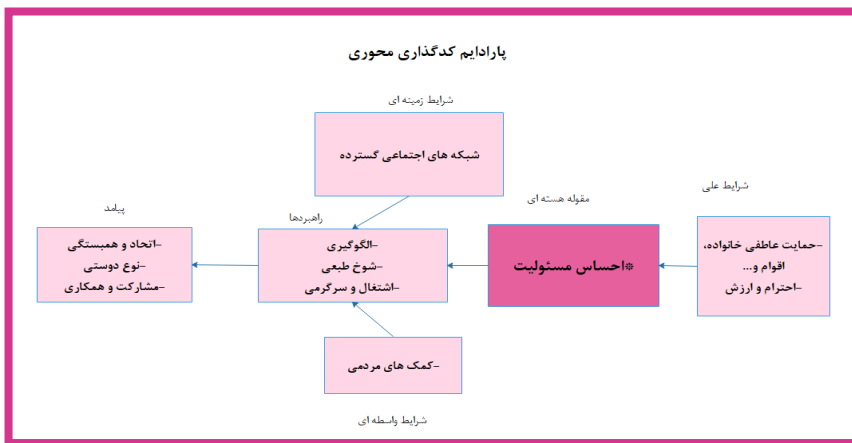 پارادایم کدگذاری محوری
شرایط زمینه ای
شبکه های اجتماعی گسترده
شرایط علی
-حمایت عاطفی خانواده،
اقوام و...
-احترام و ارزش
مقوله هسته ای
*احساس مسئولیت
راهبردها
-الگوگیری
-شوخ طبعی
-اشتغال و سرگرمی
پیامد
-اتحاد و همبستگی
-نوع دوستی
-مشارکت و همکاری
-کمک های مردمی
شرایط واسطه ای